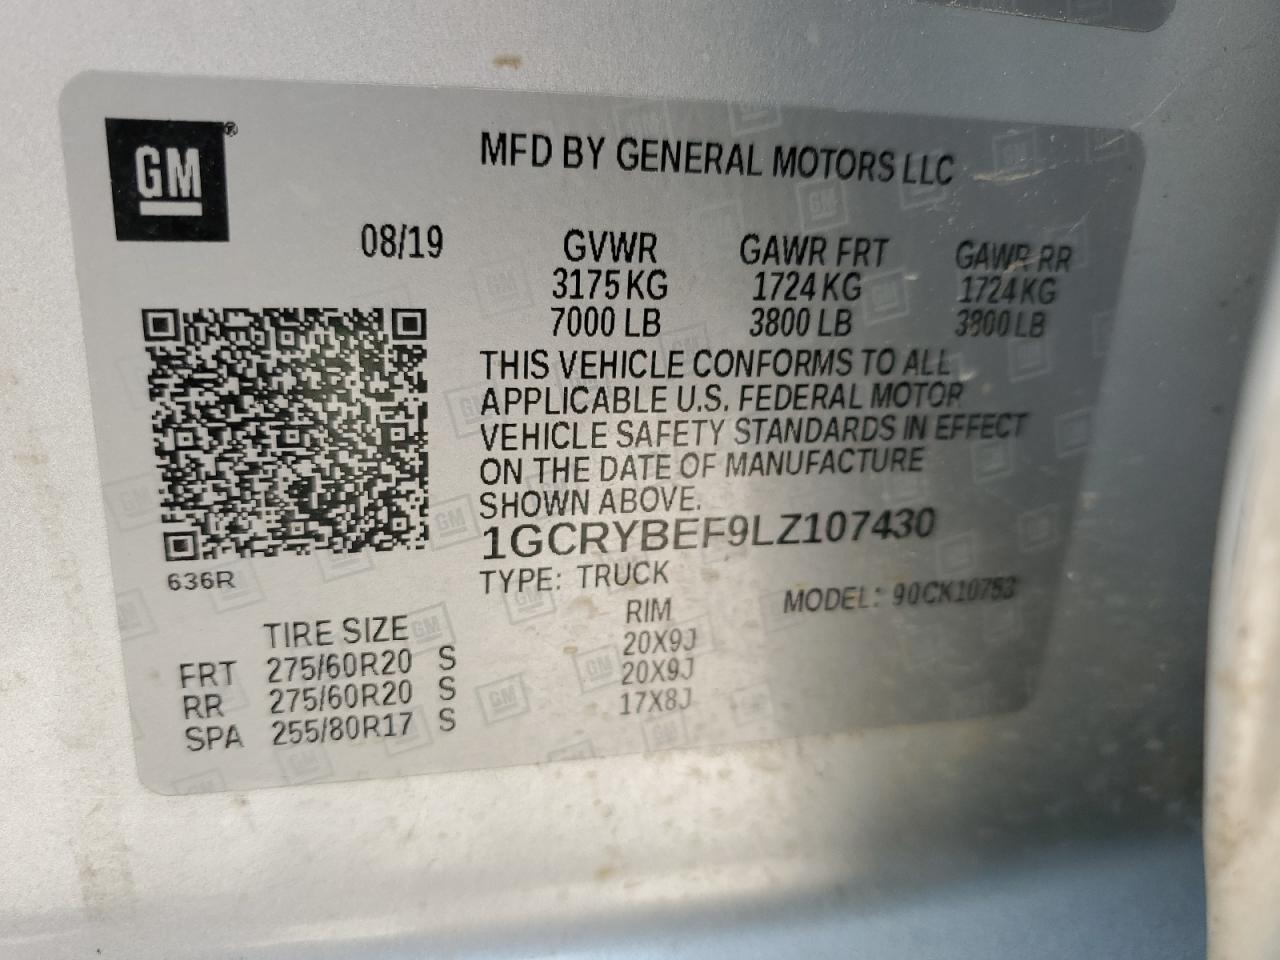 GM®
MFD BY GENERAL MOTORS LLC
08/19
GVWR GAWR FRT GAWR RR
3175 KG 1724 KG 1724 KG
7000 LB 3800 LB 3800 LB
THIS VEHICLE CONFORMS TO ALL
APPLICABLE U.S. FEDERAL MOTOR
VEHICLE SAFETY STANDARDS IN EFFECT
ON THE DATE OF MANUFACTURE
SHOWN ABOVE.
1GCRYBEF9LZ107430
636R
TYPE: TRUCK MODEL: 90CK10753
TIRE SIZE RIM
FRT 275/60R20 S 20X9J
RR 275/60R20 S 20X9J
SPA 255/80R17 S 17X8J